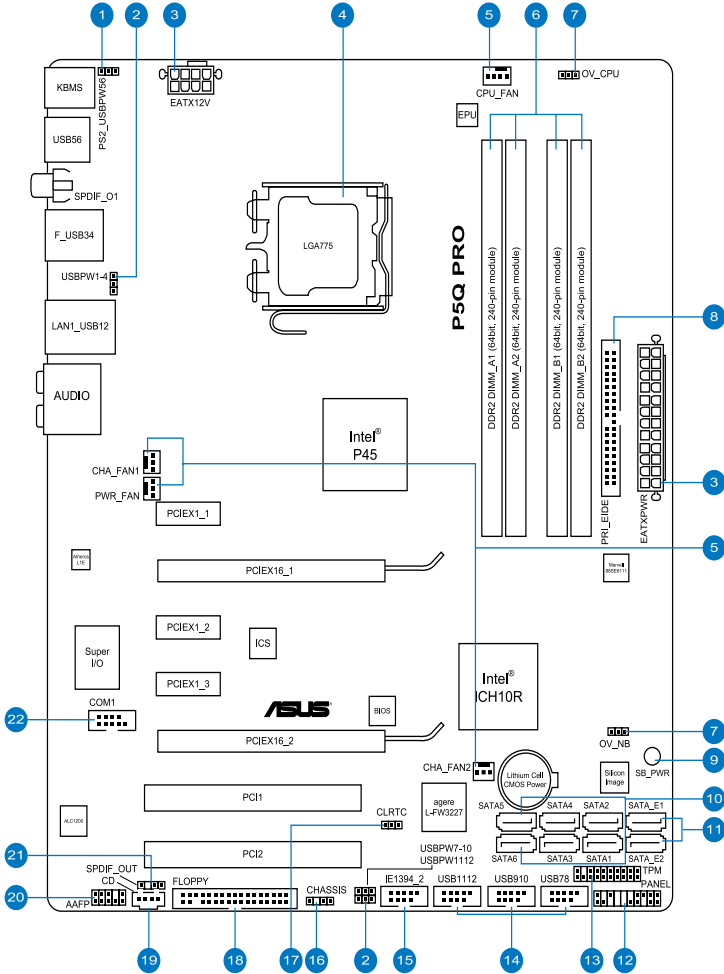 1
2
3
4
5
6
7
KBMS
PS2_USBPW56
EATX12V
CPU_FAN
OV_CPU
EPU
USB56
SPDIF_O1
F_USB34
LGA775
USBPW1-4
P5Q PRO
DDR2 DIMM_A1 (64bit, 240-pin module)
DDR2 DIMM_A2 (64bit, 240-pin module)
DDR2 DIMM_B1 (64bit, 240-pin module)
DDR2 DIMM_B2 (64bit, 240-pin module)
8
LAN1_USB12
AUDIO
Intel®
P45
CHA_FAN1
PWR_FAN
PRI_EIDE
EATXPWR
3
PCIEX1_1
5
Atheros
L1E
Marvell
88SE6111
PCIEX16_1
PCIEX1_2
ICS
Super
I/O
PCIEX1_3
Intel®
ICH10R
COM1
22
ASUS
BIOS
PCIEX16_2
7
OV_NB
9
SB_PWR
CHA_FAN2
Lithium Cell
CMOS Power
Silicon
Image
PCI1
agere
L-FW3227
SATA5
SATA4
SATA2
SATA_E1
10
ALC1200
CLRTC
11
PCI2
SATA6
SATA3
SATA1
SATA_E2
21
SPDIF_OUT
CD
FLOPPY
CHASSIS
USBPW7-10
USBPW1112
IE1394_2
USB1112
USB910
USB78
TPM
PANEL
20
AAFP
19
18
17
16
2
15
14
13
12